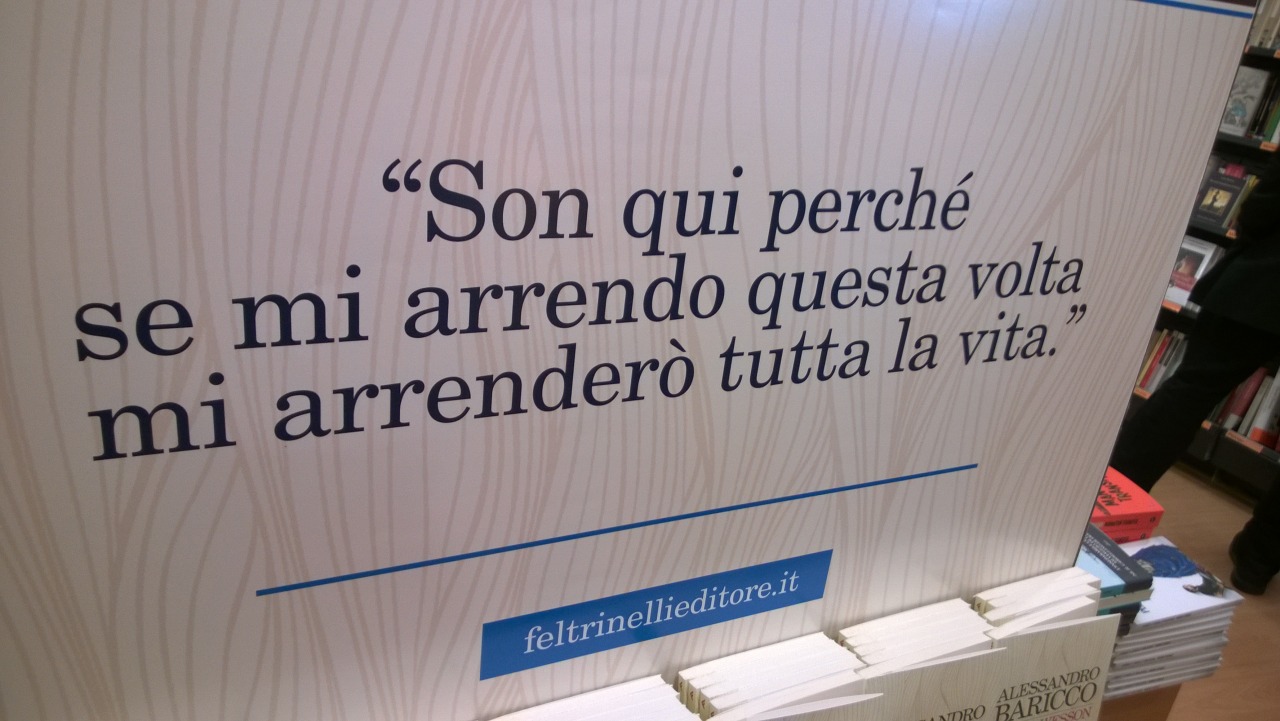 “Son qui perché
se mi arrendo questa volta
mi arrenderò tutta la vita.”
feltrinellieditore.it
ALESSANDRO
BARICCO